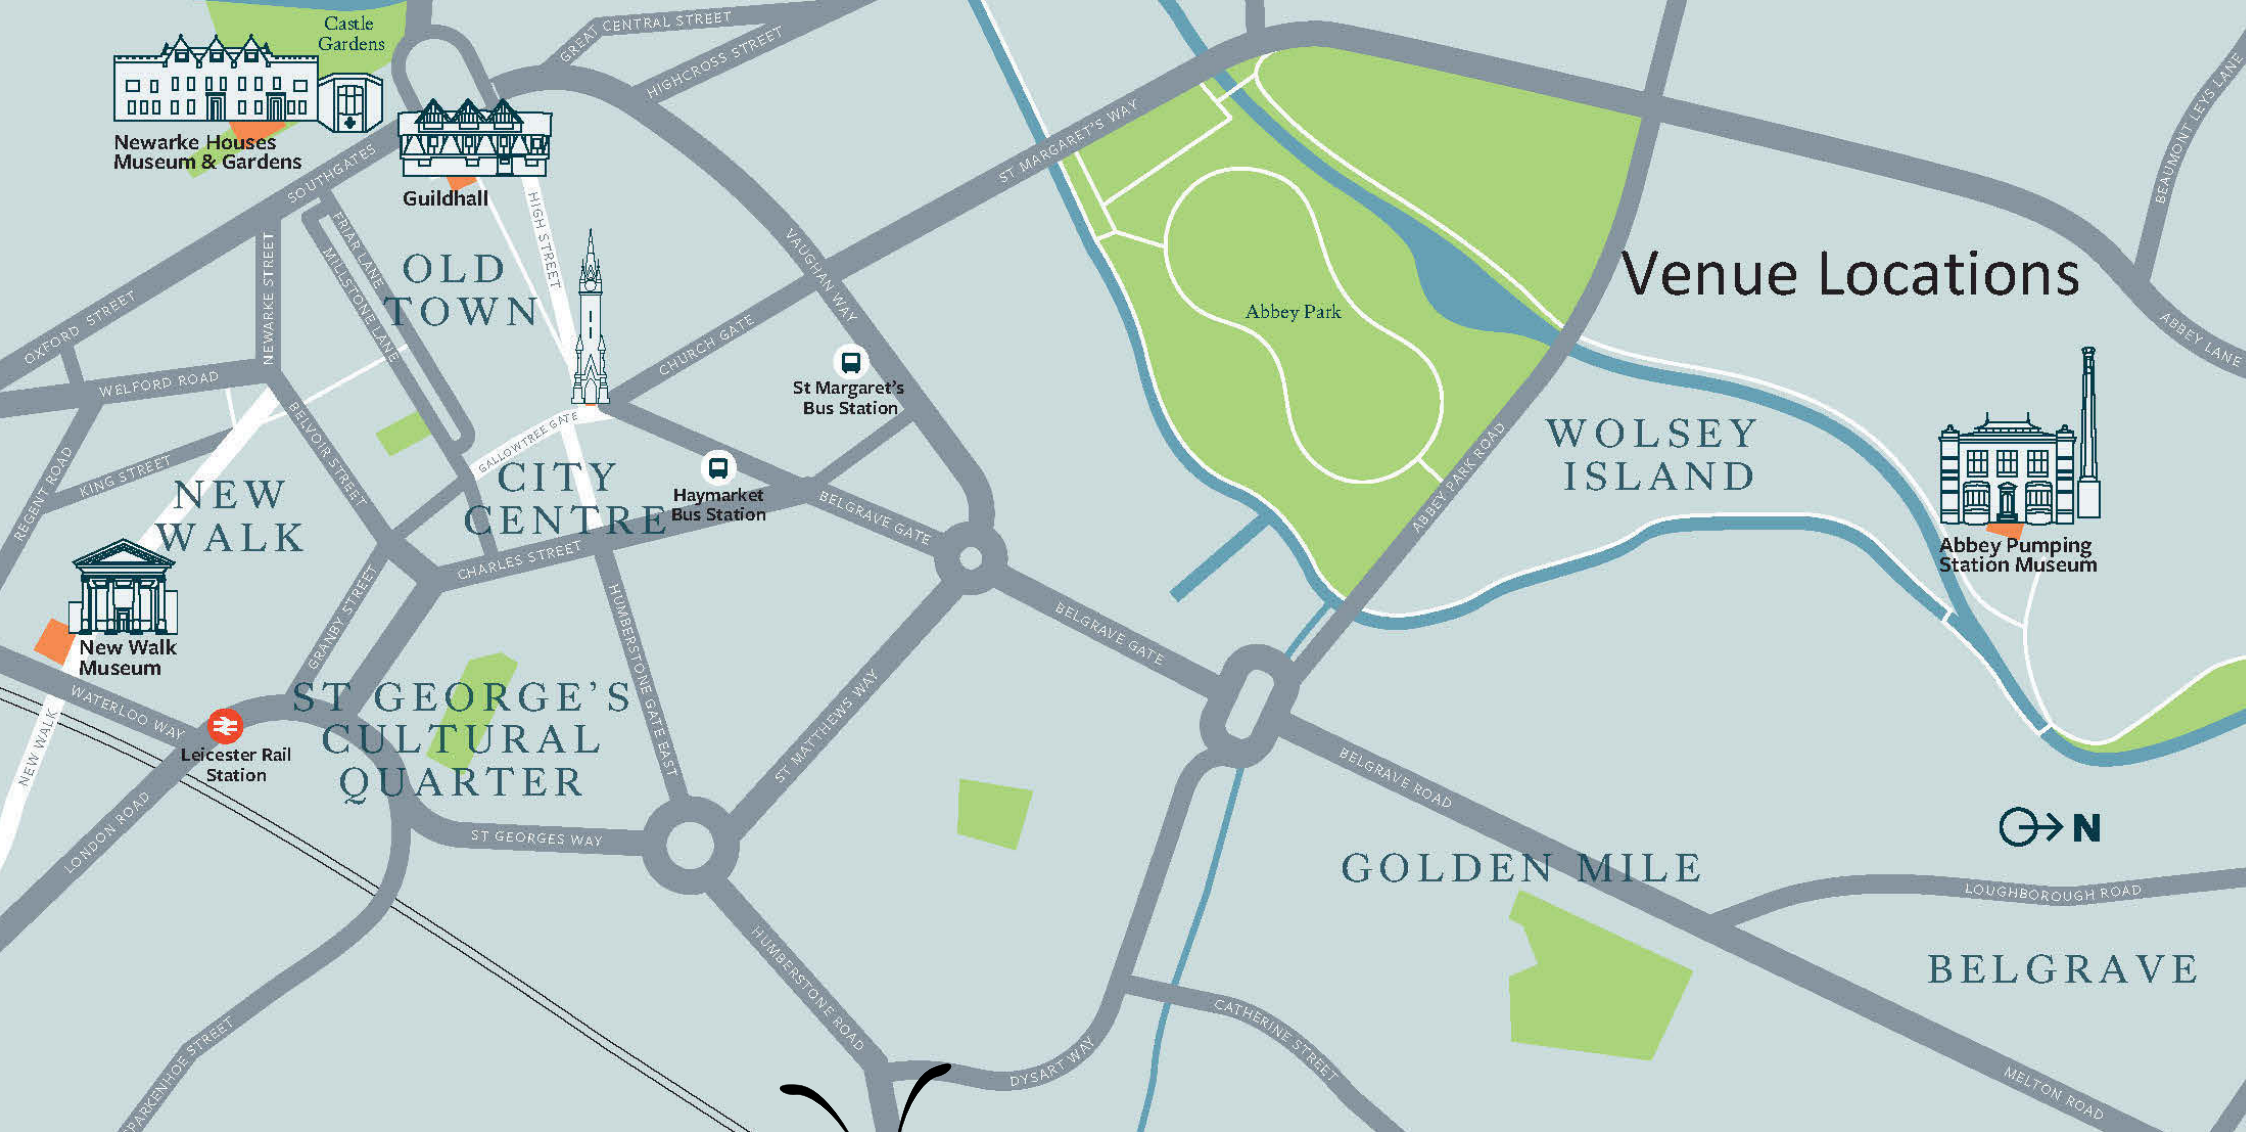 Castle
Gardens
GREAT CENTRAL STREET
HIGHCROSS STREET
Newarke Houses
Museum & Gardens
SOUTHGATES
Guildhall
HIGH STREET
ST MARGARET'S WAY
BEAUMONT LEYS LANE
FRIAR LANE
MILLSTONE LANE
NEWARKE STREET
OXFORD STREET
OLD
TOWN
VAUGHAN WAY
Venue Locations
Abbey Park
ABBEY LANE
CHURCH GATE
WELFORD ROAD
St Margaret's
Bus Station
BELVOIR STREET
GALLOWTREE GATE
WOLSEY
ISLAND
ABBEY PARK ROAD
REGENT ROAD
KING STREET
NEW
WALK
CITY
CENTRE
Haymarket
Bus Station
BELGRAVE GATE
CHARLES STREET
Abbey Pumping
Station Museum
GRANBY STREET
HUMBERSTONE GATE EAST
BELGRAVE GATE
New Walk
Museum
WATERLOO WAY
NEW WALK
ST GEORGE'S
CULTURAL
QUARTER
ST MATTHEWS WAY
Leicester Rail
Station
LONDON ROAD
ST GEORGES WAY
BELGRAVE ROAD
N
GOLDEN MILE
LOUGHBOROUGH ROAD
BELGRAVE
HUMBERSTONE ROAD
CATHERINE STREET
DYSART WAY
SPARKENHOE STREET
MELTON ROAD